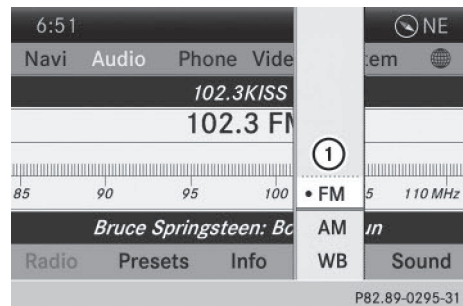 6:51 NE
Navi Audio Phone Vide tem
102.3KISS
102.3 FM
1
85 90 95 100 • FM 5 110 MHz
Bruce Springsteen: Bo AM un
Radio Presets Info WB Sound
P82.89-0295-31